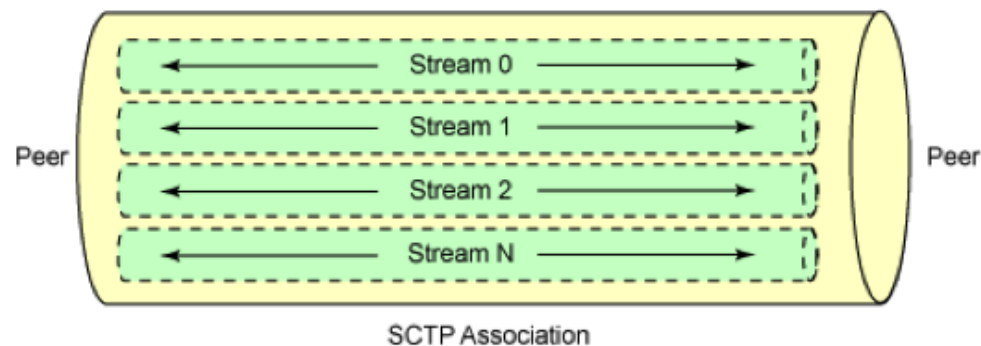 Stream 0
Stream 1
Peer
Peer
Stream 2
Stream N
SCTP Association